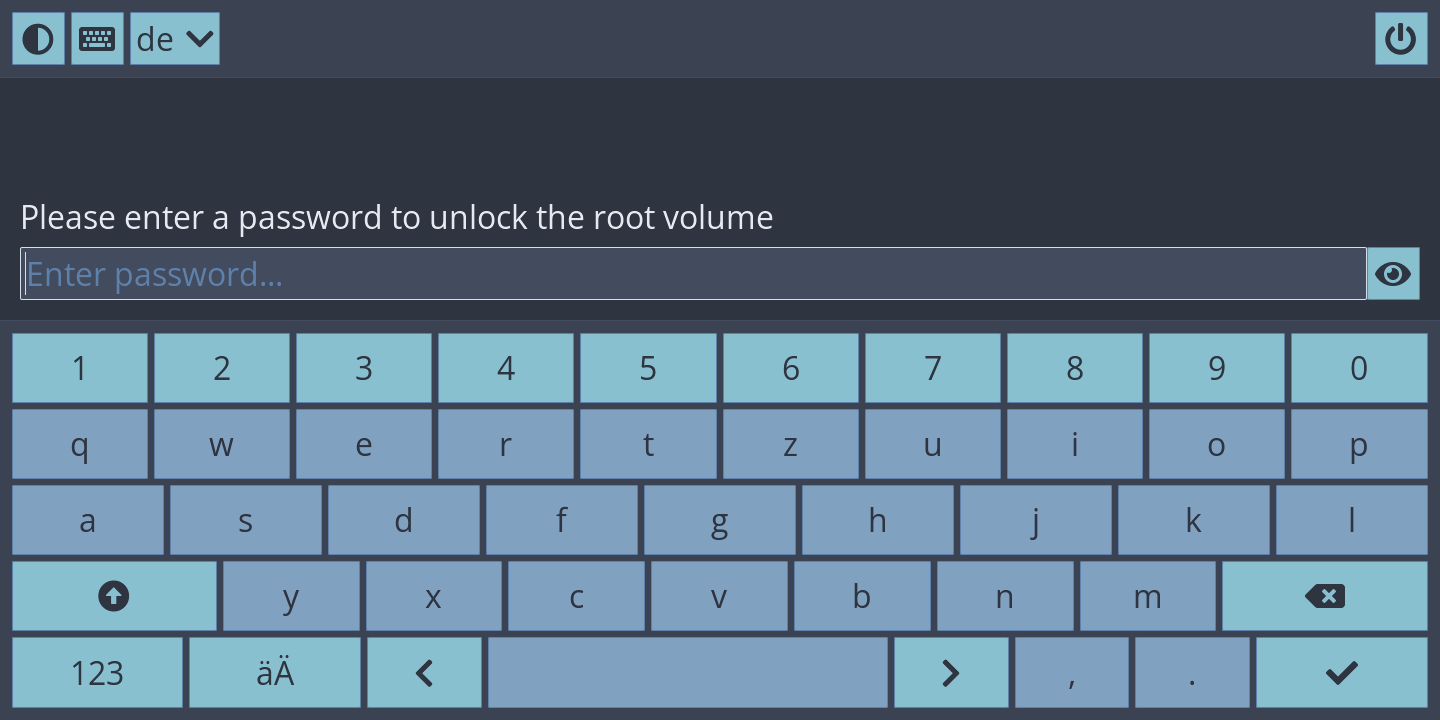 de
Please enter a password to unlock the root volume
Enter password...
1 2 3 4 5 6 7 8 9 0
q w e r t z u i o p
a s d f g h j k l
y x c v b n m
123 äÄ , .